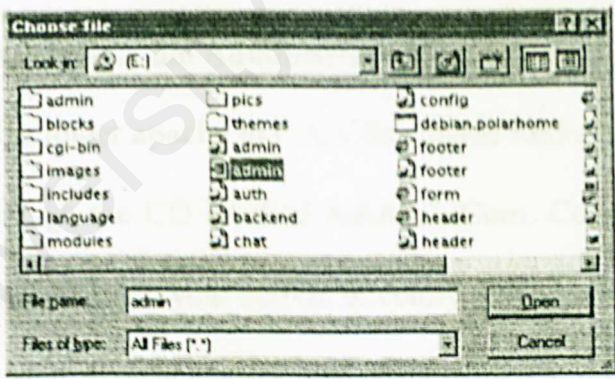 Choose file
Look in: (E:)
admin pics config
blocks themes debian.polarhome
cgi-bin admin footer
images admin footer
includes auth form
language backend header
modules chat header
File name: admin Open
Files of type: All Files (*.*) Cancel